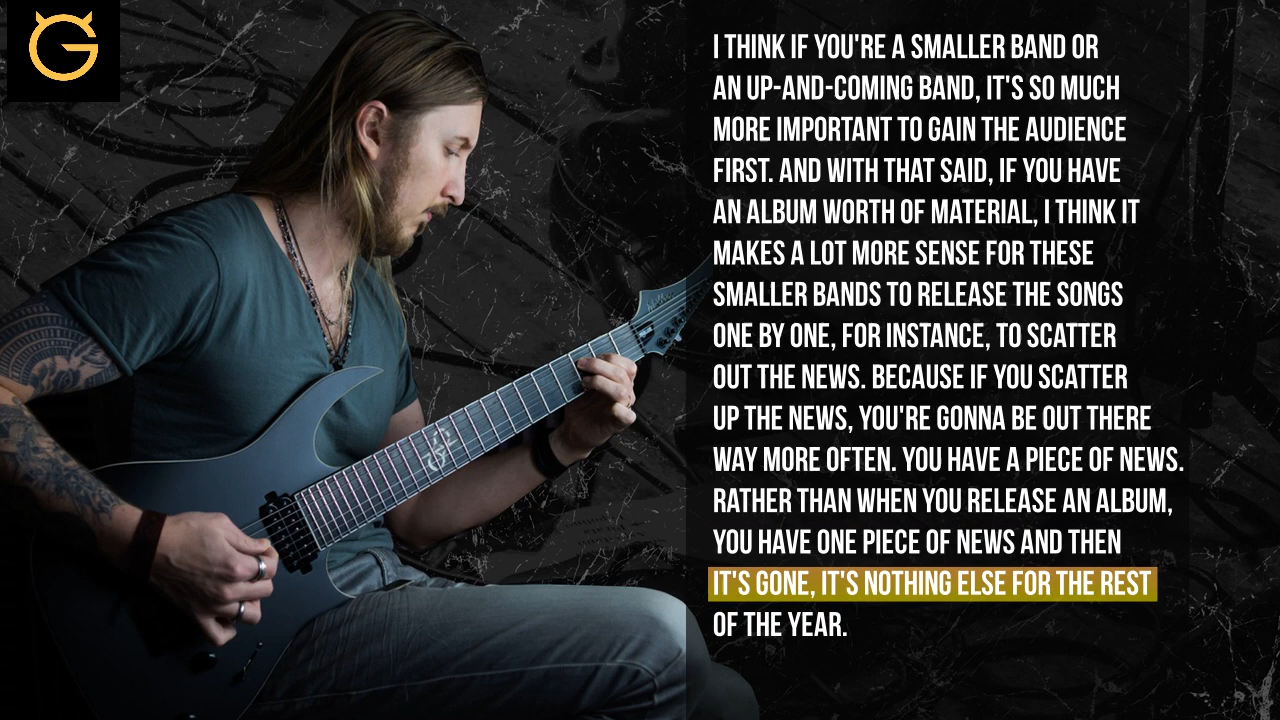 I THINK IF YOU'RE A SMALLER BAND OR
AN UP-AND-COMING BAND, IT'S SO MUCH
MORE IMPORTANT TO GAIN THE AUDIENCE
FIRST. AND WITH THAT SAID, IF YOU HAVE
AN ALBUM WORTH OF MATERIAL, I THINK IT
MAKES A LOT MORE SENSE FOR THESE
SMALLER BANDS TO RELEASE THE SONGS
ONE BY ONE, FOR INSTANCE, TO SCATTER
OUT THE NEWS. BECAUSE IF YOU SCATTER
UP THE NEWS, YOU'RE GONNA BE OUT THERE
WAY MORE OFTEN. YOU HAVE A PIECE OF NEWS.
RATHER THAN WHEN YOU RELEASE AN ALBUM,
YOU HAVE ONE PIECE OF NEWS AND THEN
IT'S GONE, IT'S NOTHING ELSE FOR THE REST
OF THE YEAR.